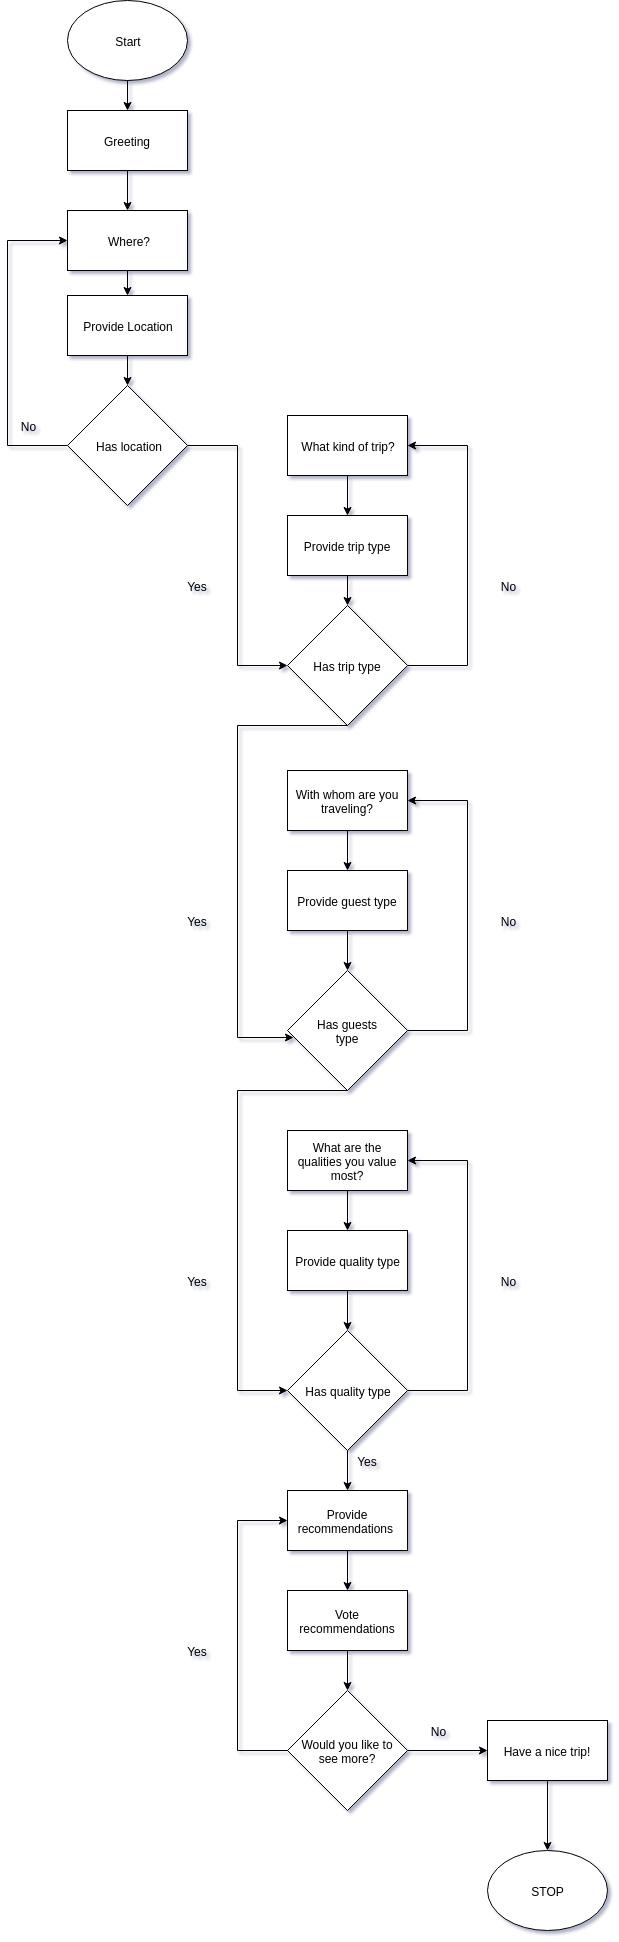 Start
Greeting
Where?
Provide Location
No
Has location
What kind of trip?
Provide trip type
Yes
No
Has trip type
With whom are you
traveling?
Provide guest type
Yes
No
Has guests
type
What are the
qualities you value
most?
Provide quality type
Yes
No
Has quality type
Yes
Provide
recommendations
Vote
recommendations
Yes
Would you like to
see more?
No
Have a nice trip!
STOP